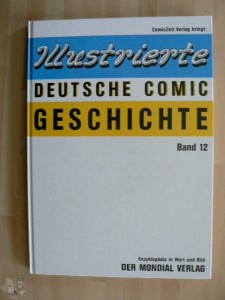 ComicZeit Verlag bringt:
Illustrierte
DEUTSCHE COMIC
GESCHICHTE
Band 12
Enzyklopädie in Wort und Bild
DER MONDIAL VERLAG